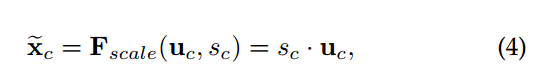 x̃_c = F_scale(u_c, s_c) = s_c · u_c, (4)